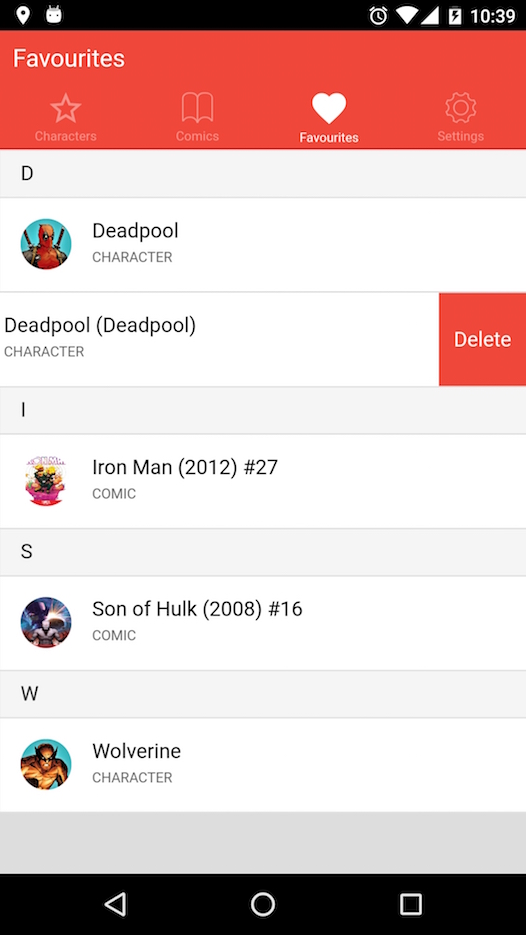 10:39
Favourites
Characters
Comics
Favourites
Settings
D
Deadpool
CHARACTER
Deadpool (Deadpool)
CHARACTER
Delete
I
Iron Man (2012) #27
COMIC
S
Son of Hulk (2008) #16
COMIC
W
Wolverine
CHARACTER